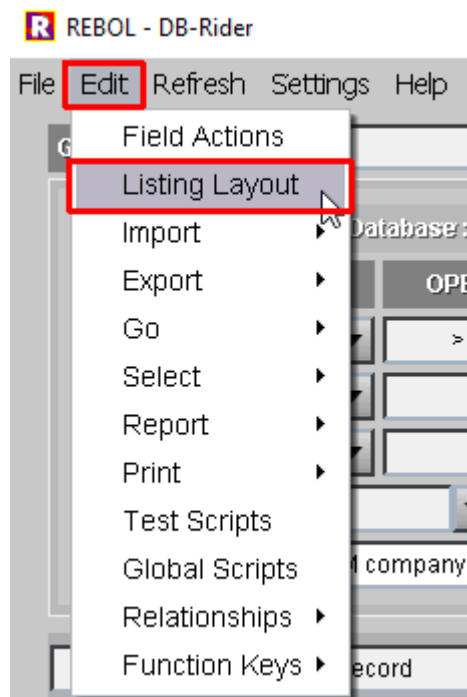 R REBOL - DB-Rider
File Edit Refresh Settings Help
G
Field Actions
Listing Layout
Database :
Import
Export
OPE
Go
>
Select
Report
Print
Test Scripts
Global Scripts
M company
Relationships
Function Keys
ecord